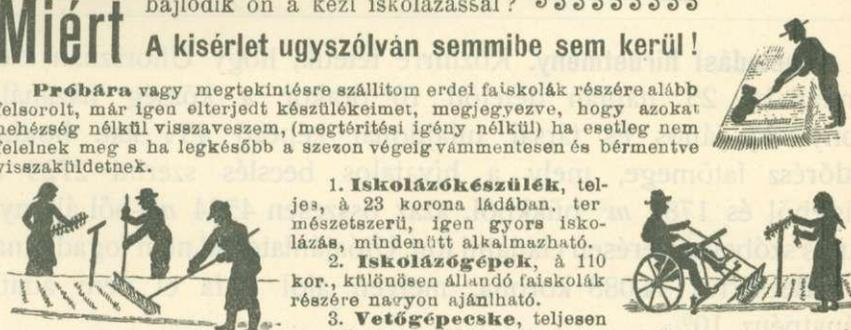 Miért bajlódik ön a kézi iskolázással?
A kisérlet ugyszólván semmibe sem kerül!
Próbára vagy megtekintésre szállitom erdei faiskolák részére alább
felsorolt, már igen elterjedt készülékeimet, megjegyezve, hogy azokat
nehézség nélkül visszaveszem, (megtéritési igény nélkül) ha esetleg nem
felelnek meg s ha legkésőbb a szezon végeig vámmentesen és bérmentve
visszaküldetnek.
1. Iskolázókészülék, tel-
jes, à 23 korona ládában, ter
mészetszerü, igen gyors isko-
lázás, mindenütt alkalmazható.
2. Iskolázógépek, à 110
kor., különösen állandó faiskolák
részére nagyon ajánlható.
3. Vetőgépecske, teljesen